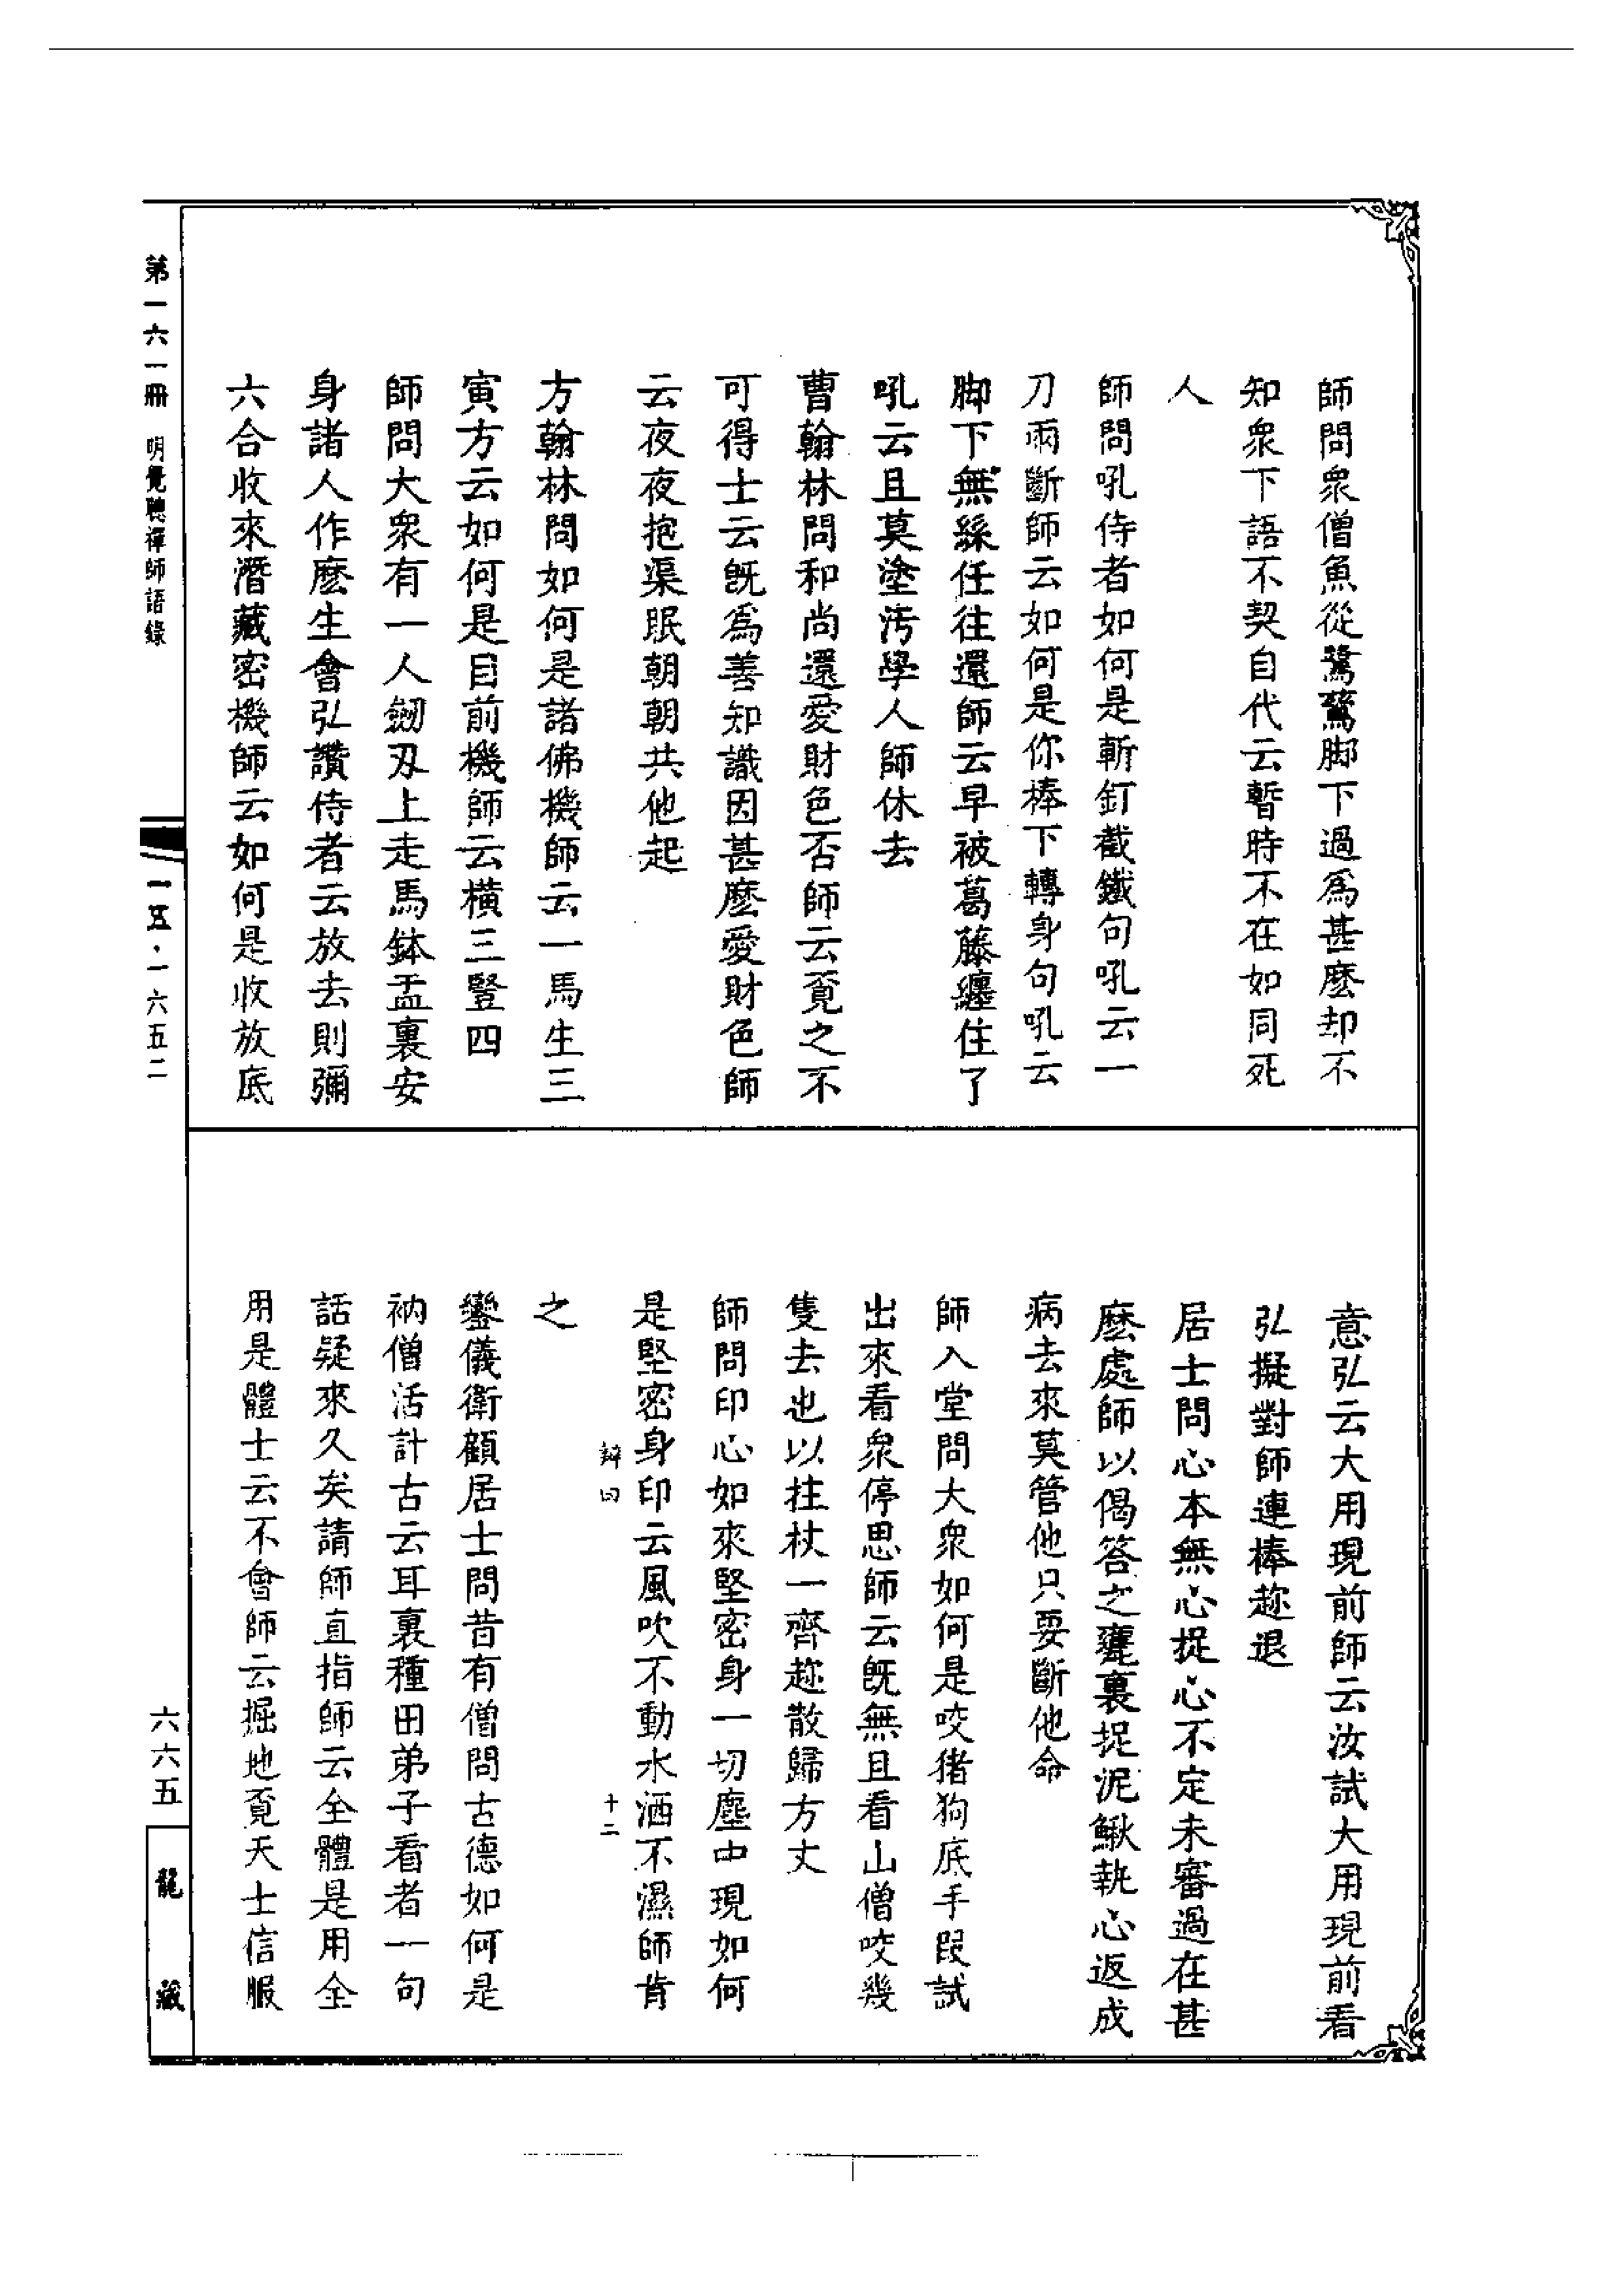 師問衆僧魚從鷺鷥脚下過爲甚麽却不
知衆下語不契自代云暫時不在如同死
人
師問吼侍者如何是斬釘截鐵句吼云一
刀兩斷師云如何是你棒下轉身句吼云
脚下無絲任往還師云早被葛藤纏住了
吼云且莫塗汚學人師休去
曹翰林問和尚還愛財色否師云覓之不
可得士云旣爲善知識因甚麽愛財色師
云夜夜抱渠眠朝朝共他起
方翰林問如何是諸佛機師云一馬生三
寅方云如何是目前機師云橫三豎四
師問大衆有一人劒刃上走馬鉢盂裏安
身諸人作麽生會弘讚侍者云放去則彌
六合收來潛藏密機師云如何是收放底
意弘云大用現前師云汝試大用現前看
弘擬對師連棒趂退
居士問心本無心捉心不定未審過在甚
麽處師以偈答之甕裏捉泥鰍執心返成
病去來莫管他只要斷他命
師入堂問大衆如何是咬猪狗底手段試
出來看衆停思師云旣無且看山僧咬幾
隻去也以拄杖一齊趂散歸方丈
師問印心如來堅密身一切塵中現如何
是堅密身印云風吹不動水洒不濕師肯
辯四
十二
之
鑾儀衛顧居士問昔有僧問古德如何是
衲僧活計古云耳裏種田弟子看者一句
話疑來久矣請師直指師云全體是用全
用是體士云不會師云掘地覓天士信服
第一六一冊 明覺聰禪師語錄
一五·一六五二
六六五
龍藏